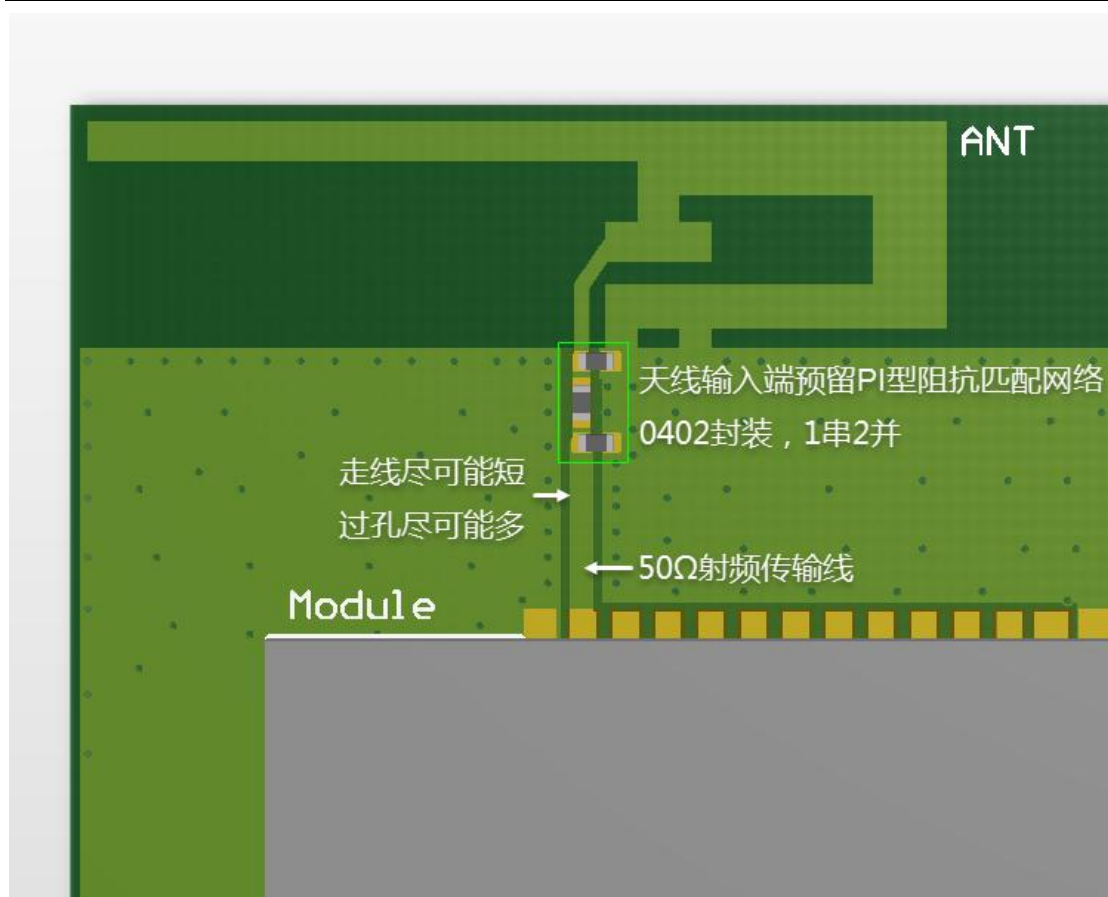 ANT
天线输入端预留PI型阻抗匹配网络
0402封装，1串2并
走线尽可能短
过孔尽可能多
50Ω射频传输线
Module